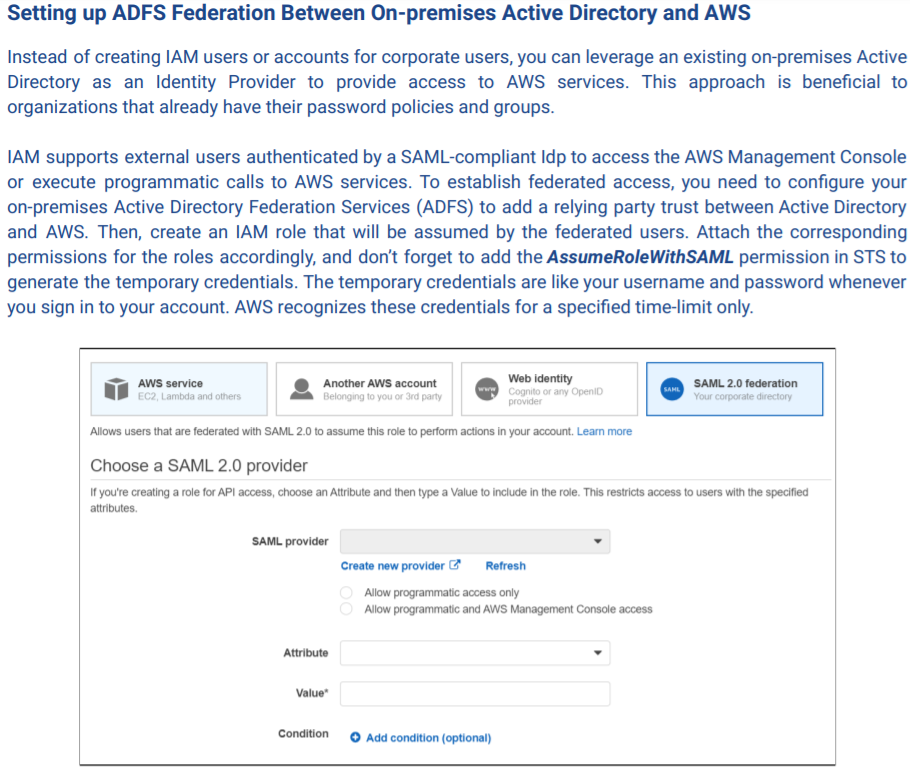 Setting up ADFS Federation Between On-premises Active Directory and AWS
Instead of creating IAM users or accounts for corporate users, you can leverage an existing on-premises Active
Directory as an Identity Provider to provide access to AWS services. This approach is beneficial to
organizations that already have their password policies and groups.
IAM supports external users authenticated by a SAML-compliant Idp to access the AWS Management Console
or execute programmatic calls to AWS services. To establish federated access, you need to configure your
on-premises Active Directory Federation Services (ADFS) to add a relying party trust between Active Directory
and AWS. Then, create an IAM role that will be assumed by the federated users. Attach the corresponding
permissions for the roles accordingly, and don't forget to add the AssumeRoleWithSAML permission in STS to
generate the temporary credentials. The temporary credentials are like your username and password whenever
you sign in to your account. AWS recognizes these credentials for a specified time-limit only.
AWS service
EC2, Lambda and others
Another AWS account
Belonging to you or 3rd party
www
Web identity
Cognito or any OpenID
provider
SAML
SAML 2.0 federation
Your corporate directory
Allows users that are federated with SAML 2.0 to assume this role to perform actions in your account. Learn more
Choose a SAML 2.0 provider
If you're creating a role for API access, choose an Attribute and then type a Value to include in the role. This restricts access to users with the specified
attributes.
SAML provider
Create new provider Refresh
Allow programmatic access only
Allow programmatic and AWS Management Console access
Attribute
Value*
Condition Add condition (optional)